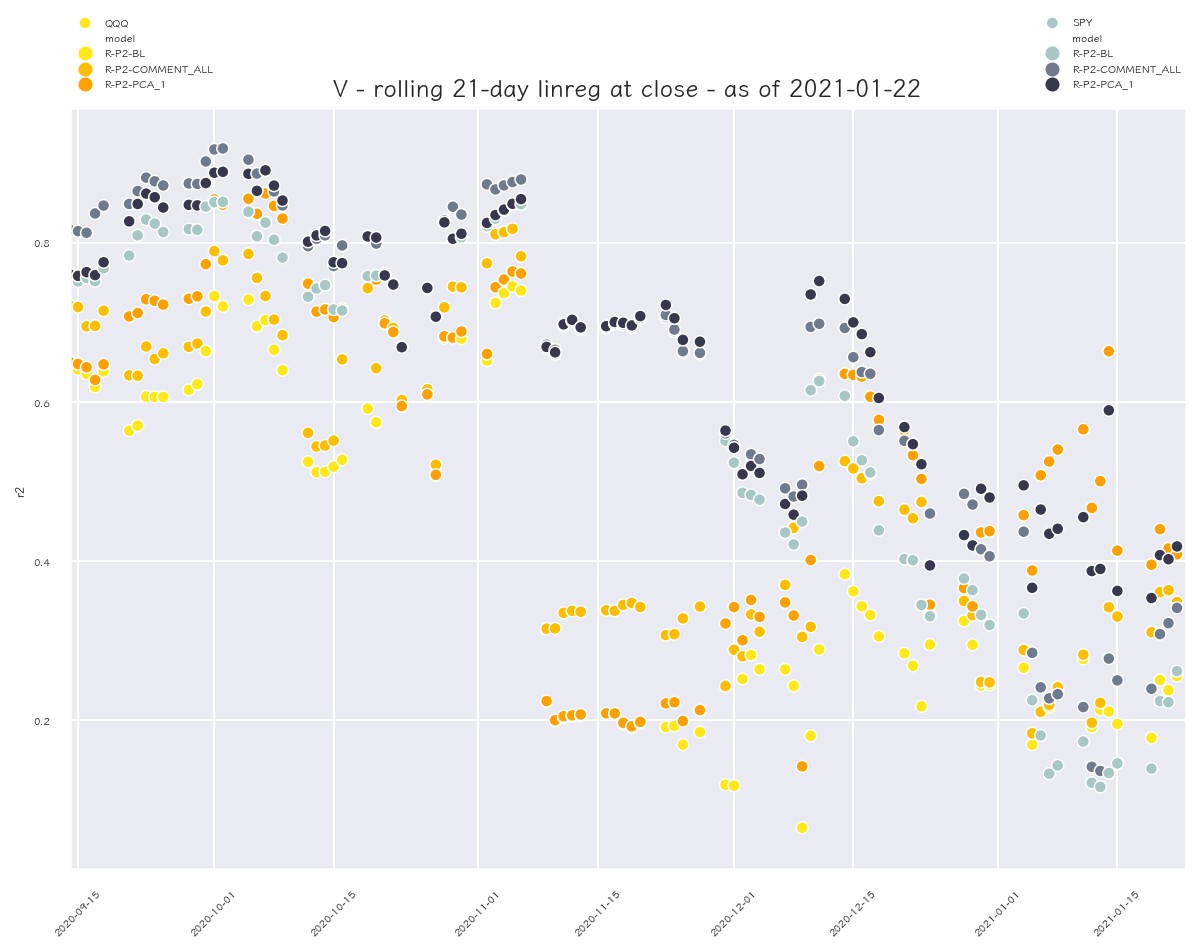 QQQ
model
R-P2-BL
R-P2-COMMENT_ALL
R-P2-PCA_1
SPY
model
R-P2-BL
R-P2-COMMENT_ALL
R-P2-PCA_1
V - rolling 21-day linreg at close - as of 2021-01-22
0.8
0.6
0.4
0.2
r2
2020-09-15
2020-10-01
2020-10-15
2020-11-01
2020-11-15
2020-12-01
2020-12-15
2021-01-01
2021-01-15